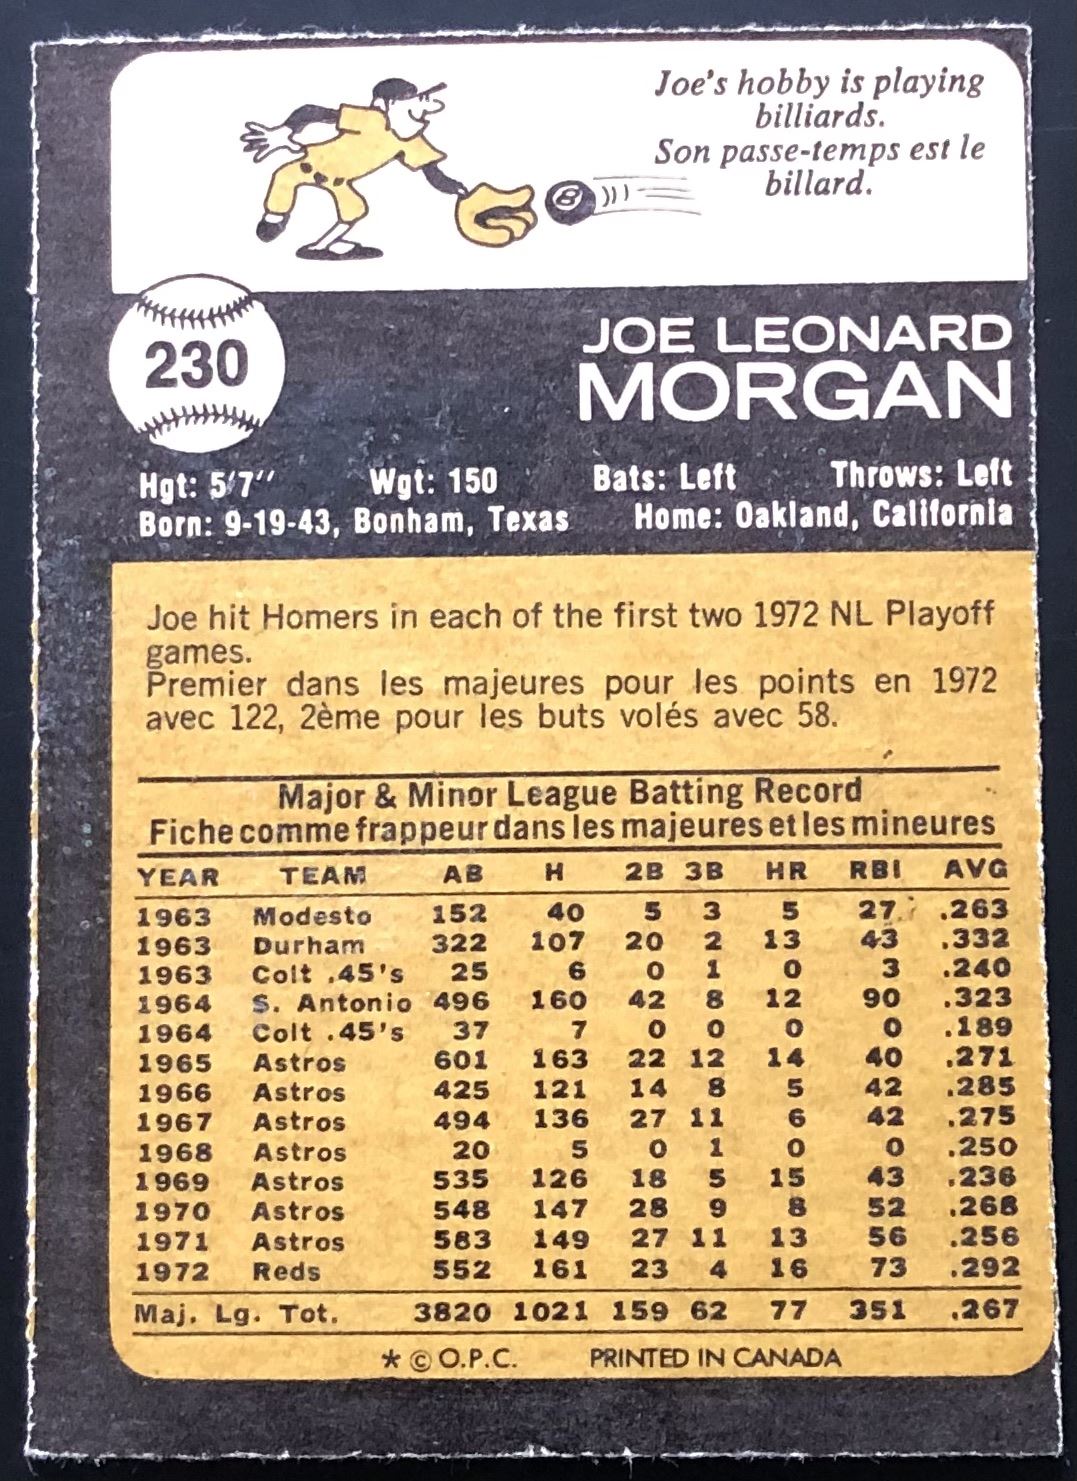 Joe's hobby is playing
billiards.
Son passe-temps est le
billard.
8
230
JOE LEONARD
MORGAN
Hgt: 5'7" Wgt: 150 Bats: Left Throws: Left
Born: 9-19-43, Bonham, Texas Home: Oakland, California
Joe hit Homers in each of the first two 1972 NL Playoff
games.
Premier dans les majeures pour les points en 1972
avec 122, 2ème pour les buts volés avec 58.
Major & Minor League Batting Record
Fiche comme frappeur dans les majeures et les mineures
YEAR TEAM AB H 2B 3B HR RBI AVG
1963 Modesto 152 40 5 3 5 27 .263
1963 Durham 322 107 20 2 13 43 .332
1963 Colt .45's 25 6 0 1 0 3 .240
1964 S. Antonio 496 160 42 8 12 90 .323
1964 Colt .45's 37 7 0 0 0 0 .189
1965 Astros 601 163 22 12 14 40 .271
1966 Astros 425 121 14 8 5 42 .285
1967 Astros 494 136 27 11 6 42 .275
1968 Astros 20 5 0 1 0 0 .250
1969 Astros 535 126 18 5 15 43 .236
1970 Astros 548 147 28 9 8 52 .268
1971 Astros 583 149 27 11 13 56 .256
1972 Reds 552 161 23 4 16 73 .292
Maj. Lg. Tot. 3820 1021 159 62 77 351 .267
* © O.P.C. PRINTED IN CANADA